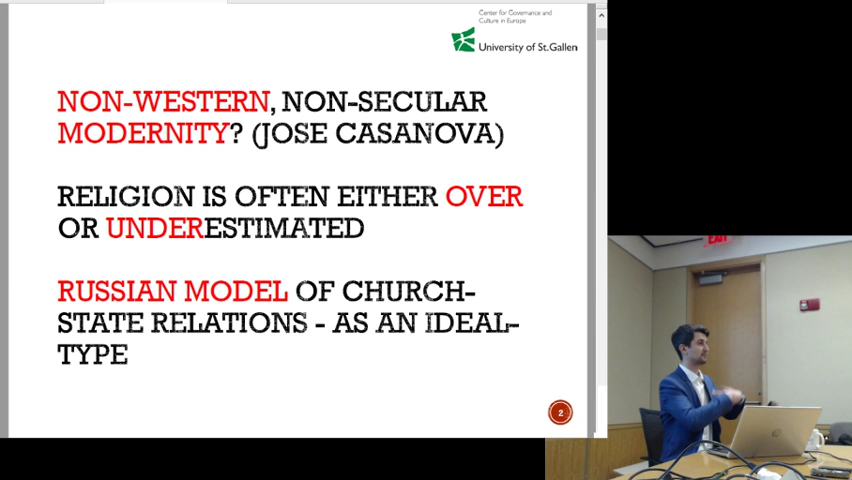 Center for Governance and
Culture in Europe
University of St.Gallen
NON-WESTERN, NON-SECULAR
MODERNITY? (JOSE CASANOVA)
RELIGION IS OFTEN EITHER OVER
OR UNDERESTIMATED
RUSSIAN MODEL OF CHURCH-
STATE RELATIONS - AS AN IDEAL-
TYPE
2
EXIT